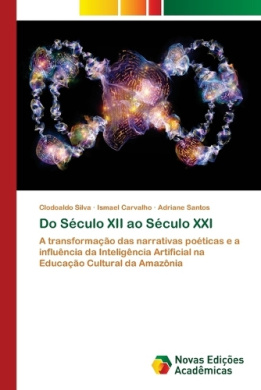 Clodoaldo Silva · Ismael Carvalho · Adriane Santos
Do Século XII ao Século XXI
A transformação das narrativas poéticas e a
influência da Inteligência Artificial na
Educação Cultural da Amazônia
Novas Edições
Acadêmicas